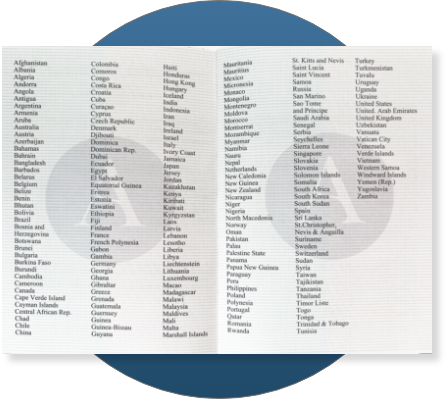 Afghanistan
Albania
Algeria
Andorra
Angola
Antigua
Argentina
Armenia
Aruba
Australia
Austria
Azerbaijan
Bahamas
Bahrain
Bangladesh
Barbados
Belarus
Belgium
Belize
Benin
Bhutan
Bolivia
Brazil
Bosnia and
Herzegovina
Botswana
Brunei
Bulgaria
Burkina Faso
Burundi
Cambodia
Cameroon
Canada
Cape Verde Island
Cayman Islands
Central African Rep.
Chad
Chile
China
Colombia
Comoros
Congo
Costa Rica
Croatia
Cuba
Curaçao
Cyprus
Czech Republic
Denmark
Djibouti
Dominica
Dominican Rep.
Dubai
Ecuador
Egypt
El Salvador
Equatorial Guinea
Eritrea
Estonia
Eswatini
Ethiopia
Fiji
Finland
France
French Polynesia
Gabon
Gambia
Germany
Georgia
Ghana
Gibraltar
Grenada
Guatemala
Guernsey
Guinea
Guinea-Bissau
Guyana
Haiti
Honduras
Hong Kong
Hungary
Iceland
India
Indonesia
Iran
Iraq
Ireland
Israel
Italy
Ivory Coast
Jamaica
Japan
Jersey
Jordan
Kazakhstan
Kenya
Kiribati
Kuwait
Kyrgyzstan
Laos
Latvia
Lebanon
Lesotho
Liberia
Libya
Liechtenstein
Lithuania
Luxembourg
Macao
Madagascar
Malawi
Malaysia
Maldives
Mali
Malta
Marshall Islands
Mauritania
Mauritius
Mexico
Micronesia
Monaco
Mongolia
Montenegro
Moldova
Morocco
Montserrat
Mozambique
Myanmar
Namibia
Nauru
Nepal
Netherlands
New Caledonia
New Guinea
New Zealand
Nicaragua
Niger
Nigeria
North Macedonia
Norway
Oman
Pakistan
Palau
Palestine State
Panama
Papua New Guinea
Paraguay
Peru
Philippines
Poland
Polynesia
Portugal
Qatar
Romania
Rwanda
St. Kitts and Nevis
Saint Lucia
Saint Vincent
Samoa
Russia
San Marino
Sao Tome
and Principe
Saudi Arabia
Senegal
Serbia
Seychelles
Sierra Leone
Singapore
Slovakia
Slovenia
Solomon Islands
Somalia
South Africa
South Korea
South Sudan
Spain
Sri Lanka
St.Christopher,
Nevis & Anguilla
Suriname
Sweden
Switzerland
Sudan
Syria
Taiwan
Tajikistan
Tanzania
Thailand
Timor Liste
Togo
Tonga
Trinidad & Tobago
Tunisia
Turkey
Turkmenistan
Tuvalu
Uruguay
Uganda
Ukraine
United States
United. Arab Emirates
United Kingdom
Uzbekistan
Vanuatu
Vatican City
Venezuela
Verde Islands
Vietnam
Western Samoa
Windward Islands
Yemen (Rep.)
Yugoslavia
Zambia